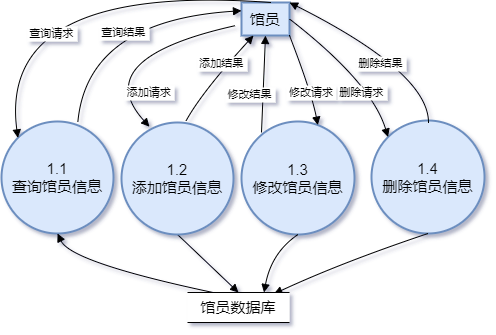 馆员
查询请求
查询结果
添加结果
删除结果
添加请求
修改结果
修改请求
删除请求
1.1
查询馆员信息
1.2
添加馆员信息
1.3
修改馆员信息
1.4
删除馆员信息
馆员数据库